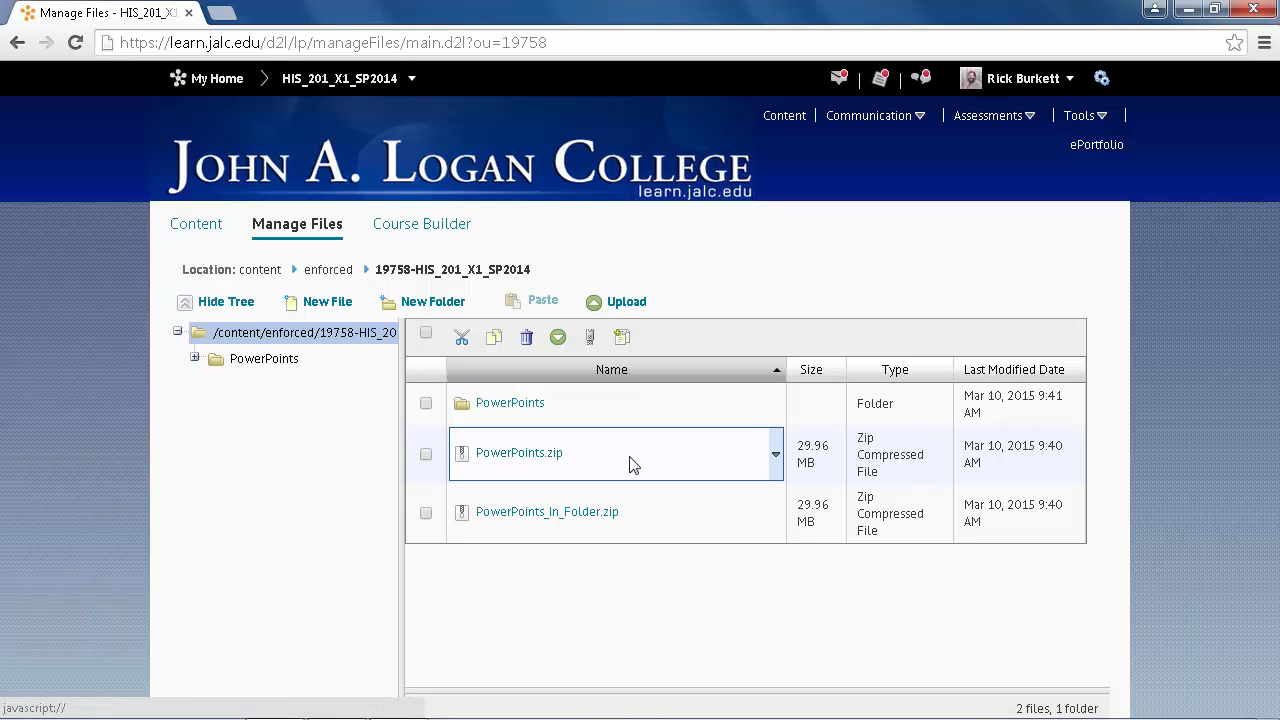 Manage Files - HIS_201_X1
https://learn.jalc.edu/d2l/lp/manageFiles/main.d2l?ou=19758
My Home HIS_201_X1_SP2014 Rick Burkett
Content Communication Assessments Tools
ePortfolio
JOHN A. LOGAN COLLEGE
learn.jalc.edu
Content Manage Files Course Builder
Location: content enforced 19758-HIS_201_X1_SP2014
Hide Tree New File New Folder Paste Upload
/content/enforced/19758-HIS_20
PowerPoints
Name Size Type Last Modified Date
PowerPoints Folder Mar 10, 2015 9:41 AM
PowerPoints.zip 29.96 MB Zip Compressed File Mar 10, 2015 9:40 AM
PowerPoints_In_Folder.zip 29.96 MB Zip Compressed File Mar 10, 2015 9:40 AM
javascript://
2 files, 1 folder